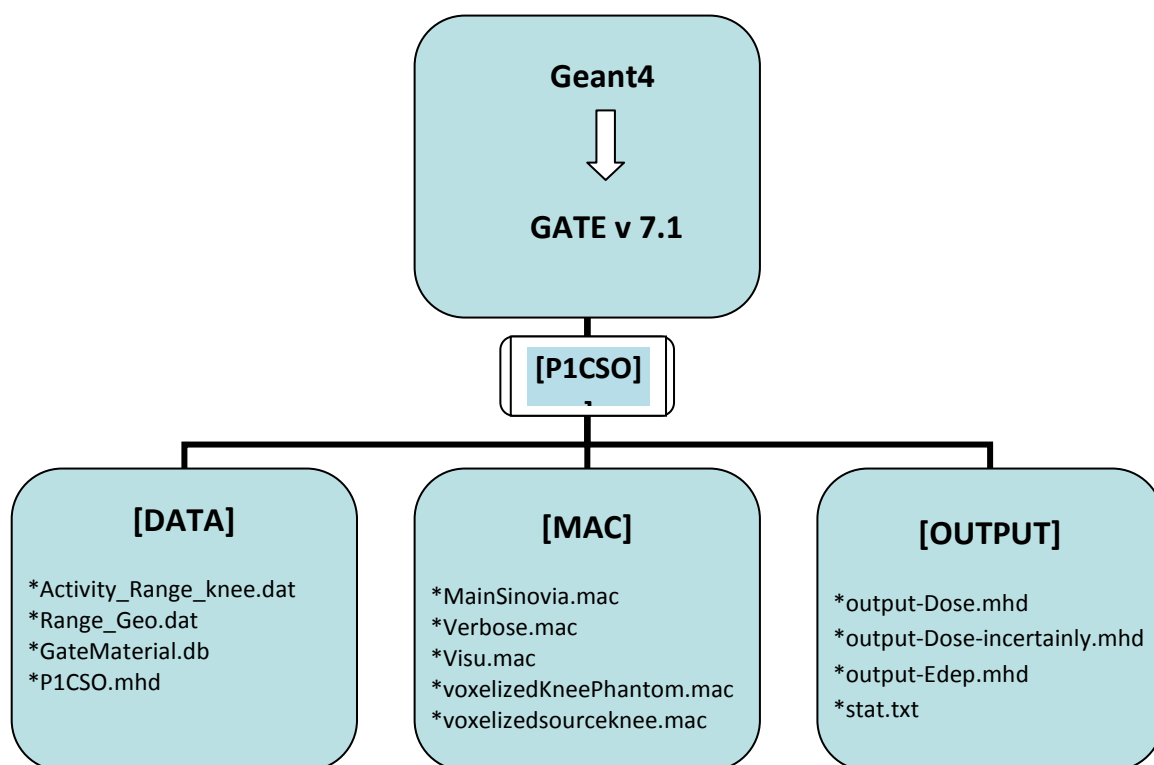 Geant4
GATE v 7.1
[P1CSO]
[DATA]
*Activity_Range_knee.dat
*Range_Geo.dat
*GateMaterial.db
*P1CSO.mhd
[MAC]
*MainSinovia.mac
*Verbose.mac
*Visu.mac
*voxelizedKneePhantom.mac
*voxelizedsourceknee.mac
[OUTPUT]
*output-Dose.mhd
*output-Dose-incertainly.mhd
*output-Edep.mhd
*stat.txt